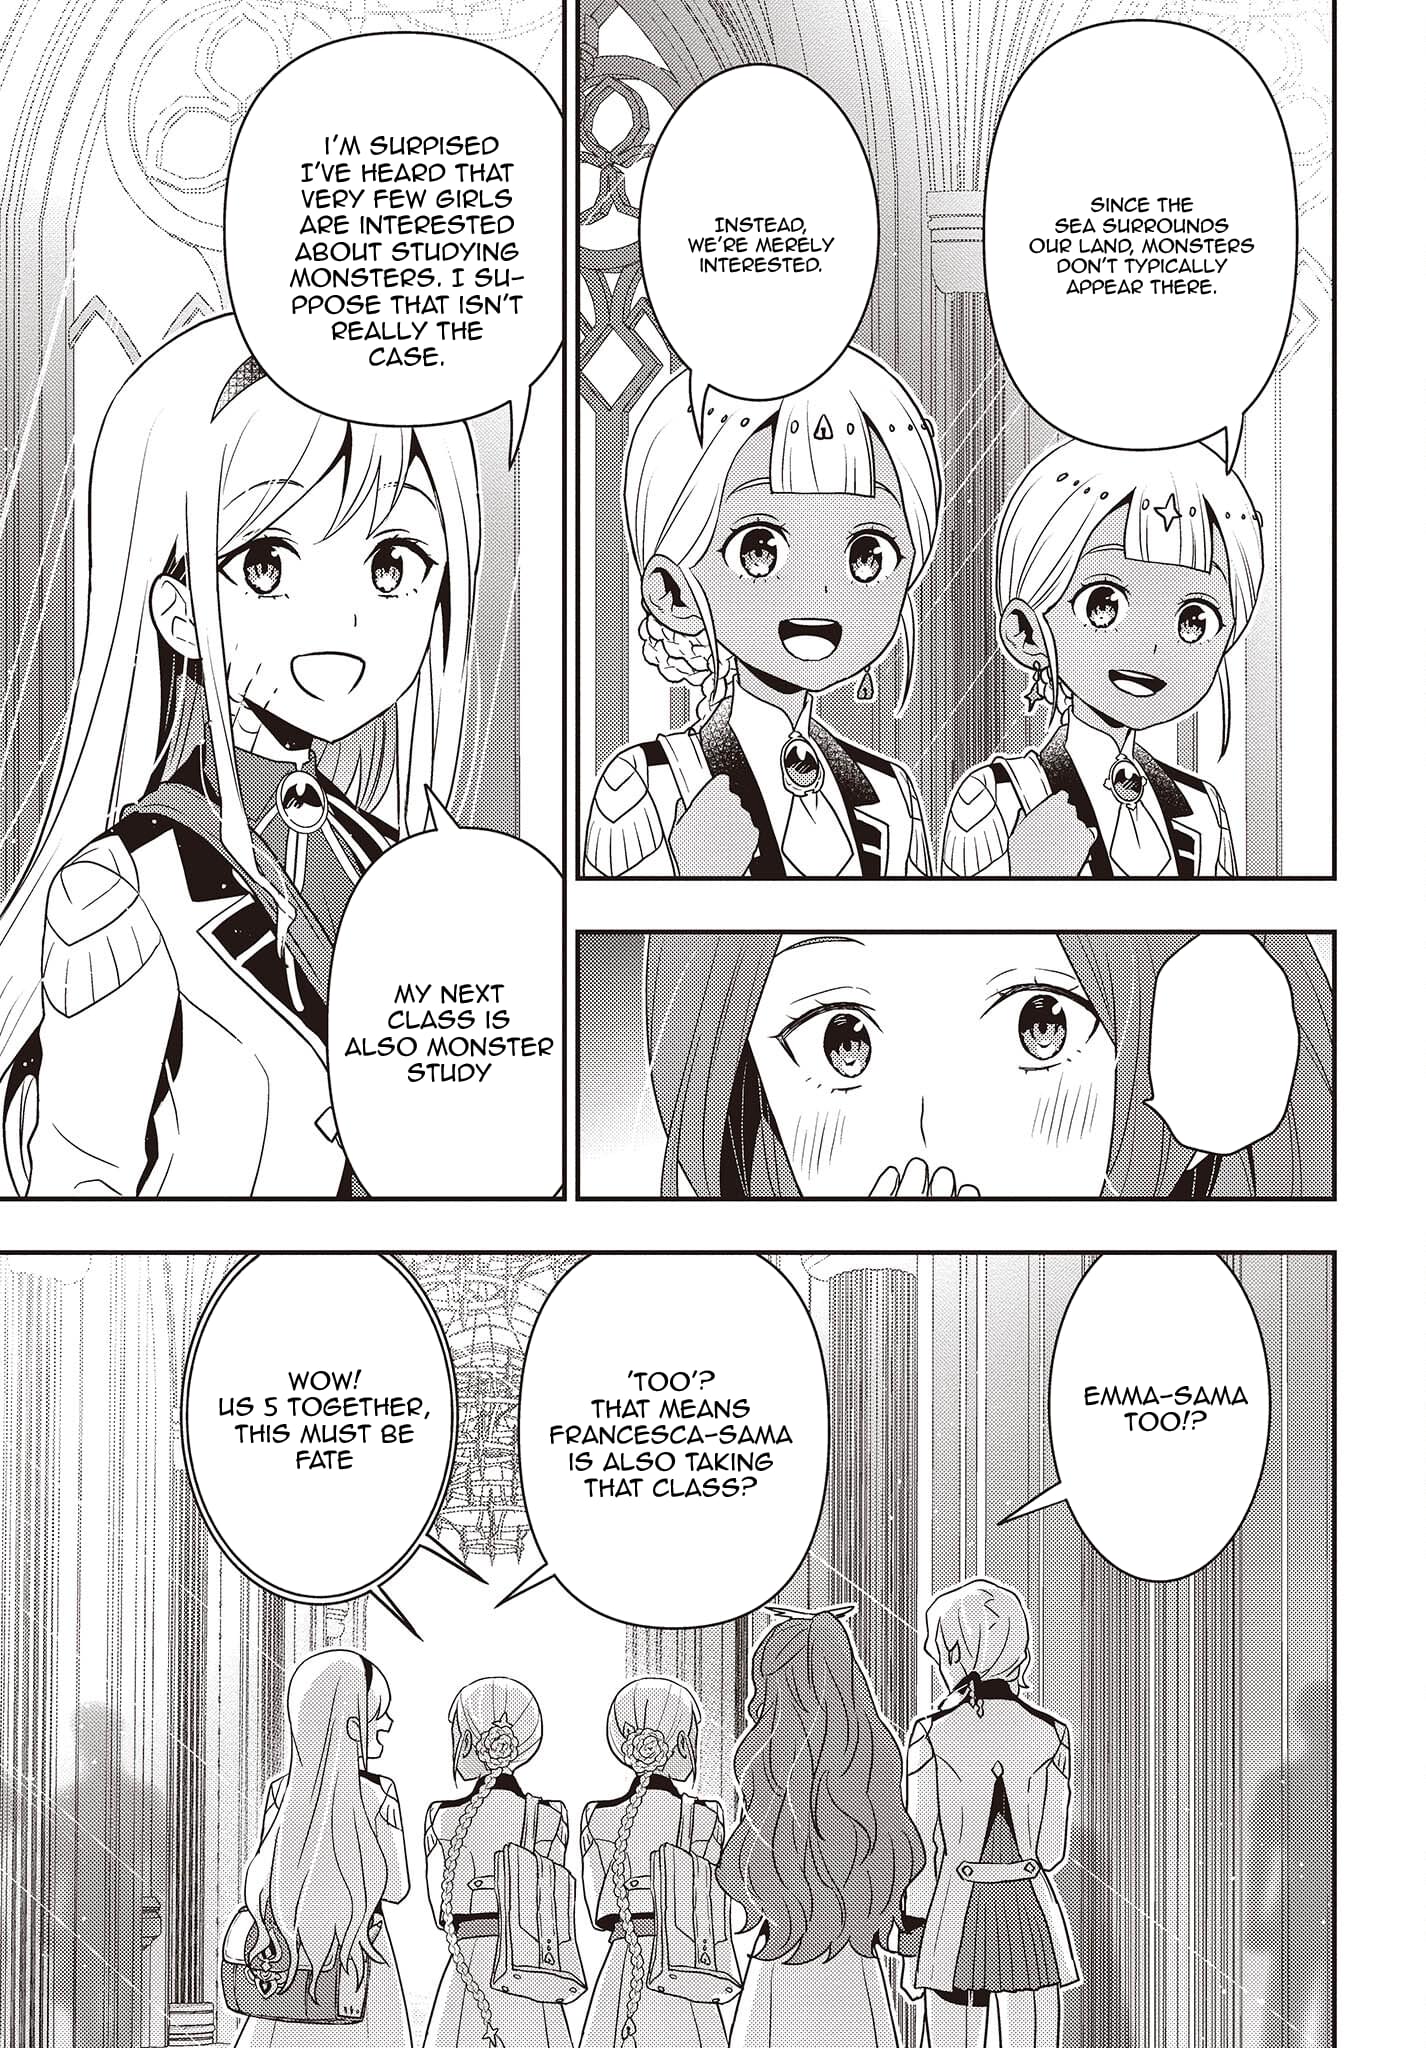 SINCE THE
SEA SURROUNDS
OUR LAND, MONSTERS
DON'T TYPICALLY
APPEAR THERE.
INSTEAD,
WE'RE MERELY
INTERESTED.
I'M SURPISED
I'VE HEARD THAT
VERY FEW GIRLS
ARE INTERESTED
ABOUT STUDYING
MONSTERS. I SU-
PPOSE THAT ISN'T
REALLY THE
CASE.
MY NEXT
CLASS IS
ALSO MONSTER
STUDY
EMMA-SAMA
TOO!?
'TOO'?
THAT MEANS
FRANCESCA-SAMA
IS ALSO TAKING
THAT CLASS?
WOW!
US 5 TOGETHER,
THIS MUST BE
FATE